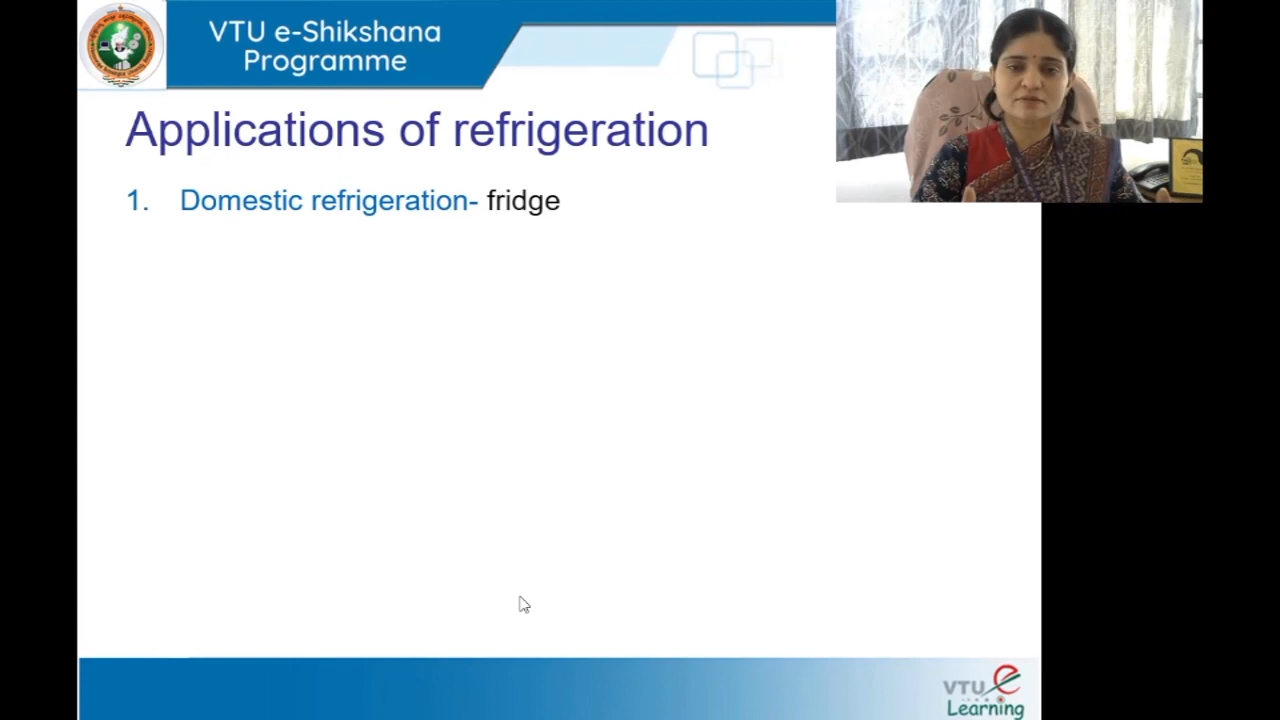 VTU e-Shikshana
Programme
Applications of refrigeration
1. Domestic refrigeration- fridge
VTU e
Learning